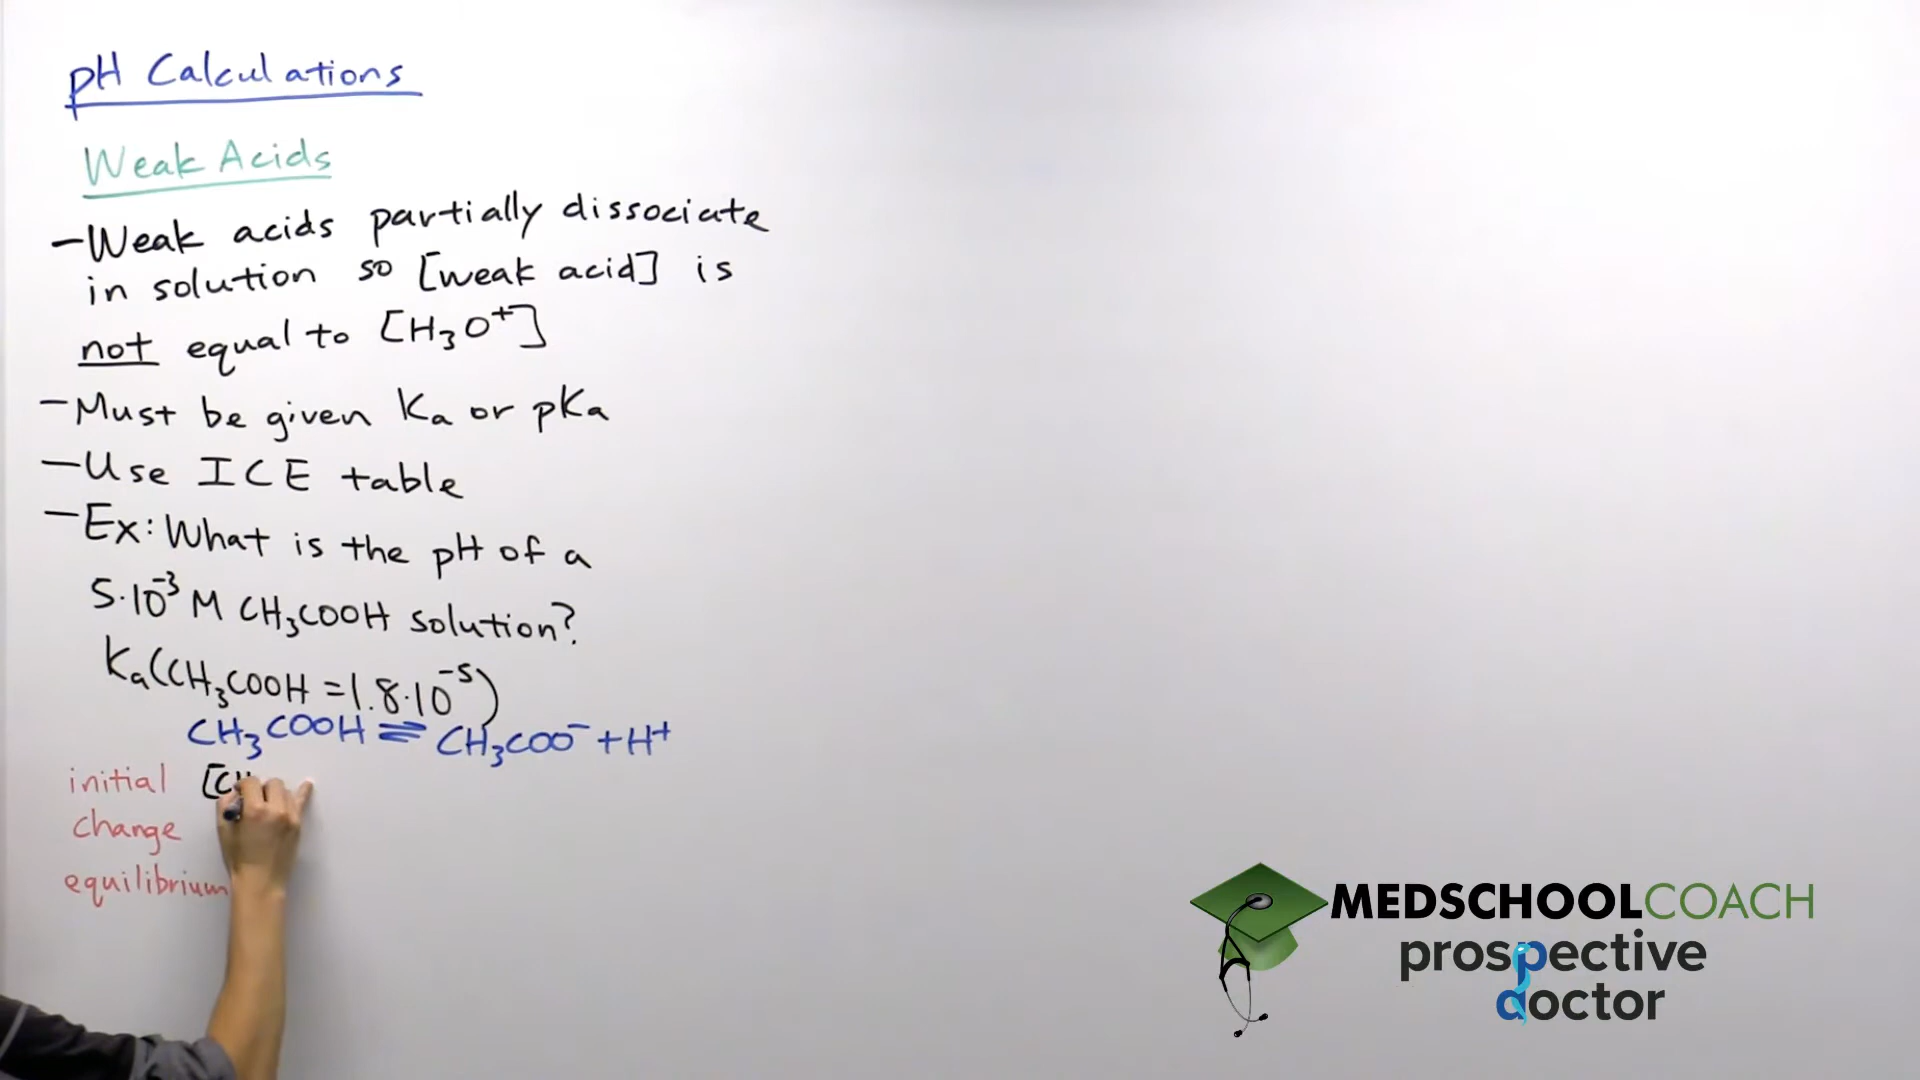 pH Calculations
Weak Acids
- Weak acids partially dissociate
in solution so [weak acid] is
not equal to [H₃O⁺]
- Must be given Ka or pKa
- Use ICE table
- Ex: What is the pH of a
5·10⁻³ M CH₃COOH solution?
Ka(CH₃COOH = 1.8·10⁻⁵)
CH₃COOH ⇌ CH₃COO⁻ + H⁺
initial [CH
change
equilibrium
MEDSCHOOLCOACH
prospective
doctor